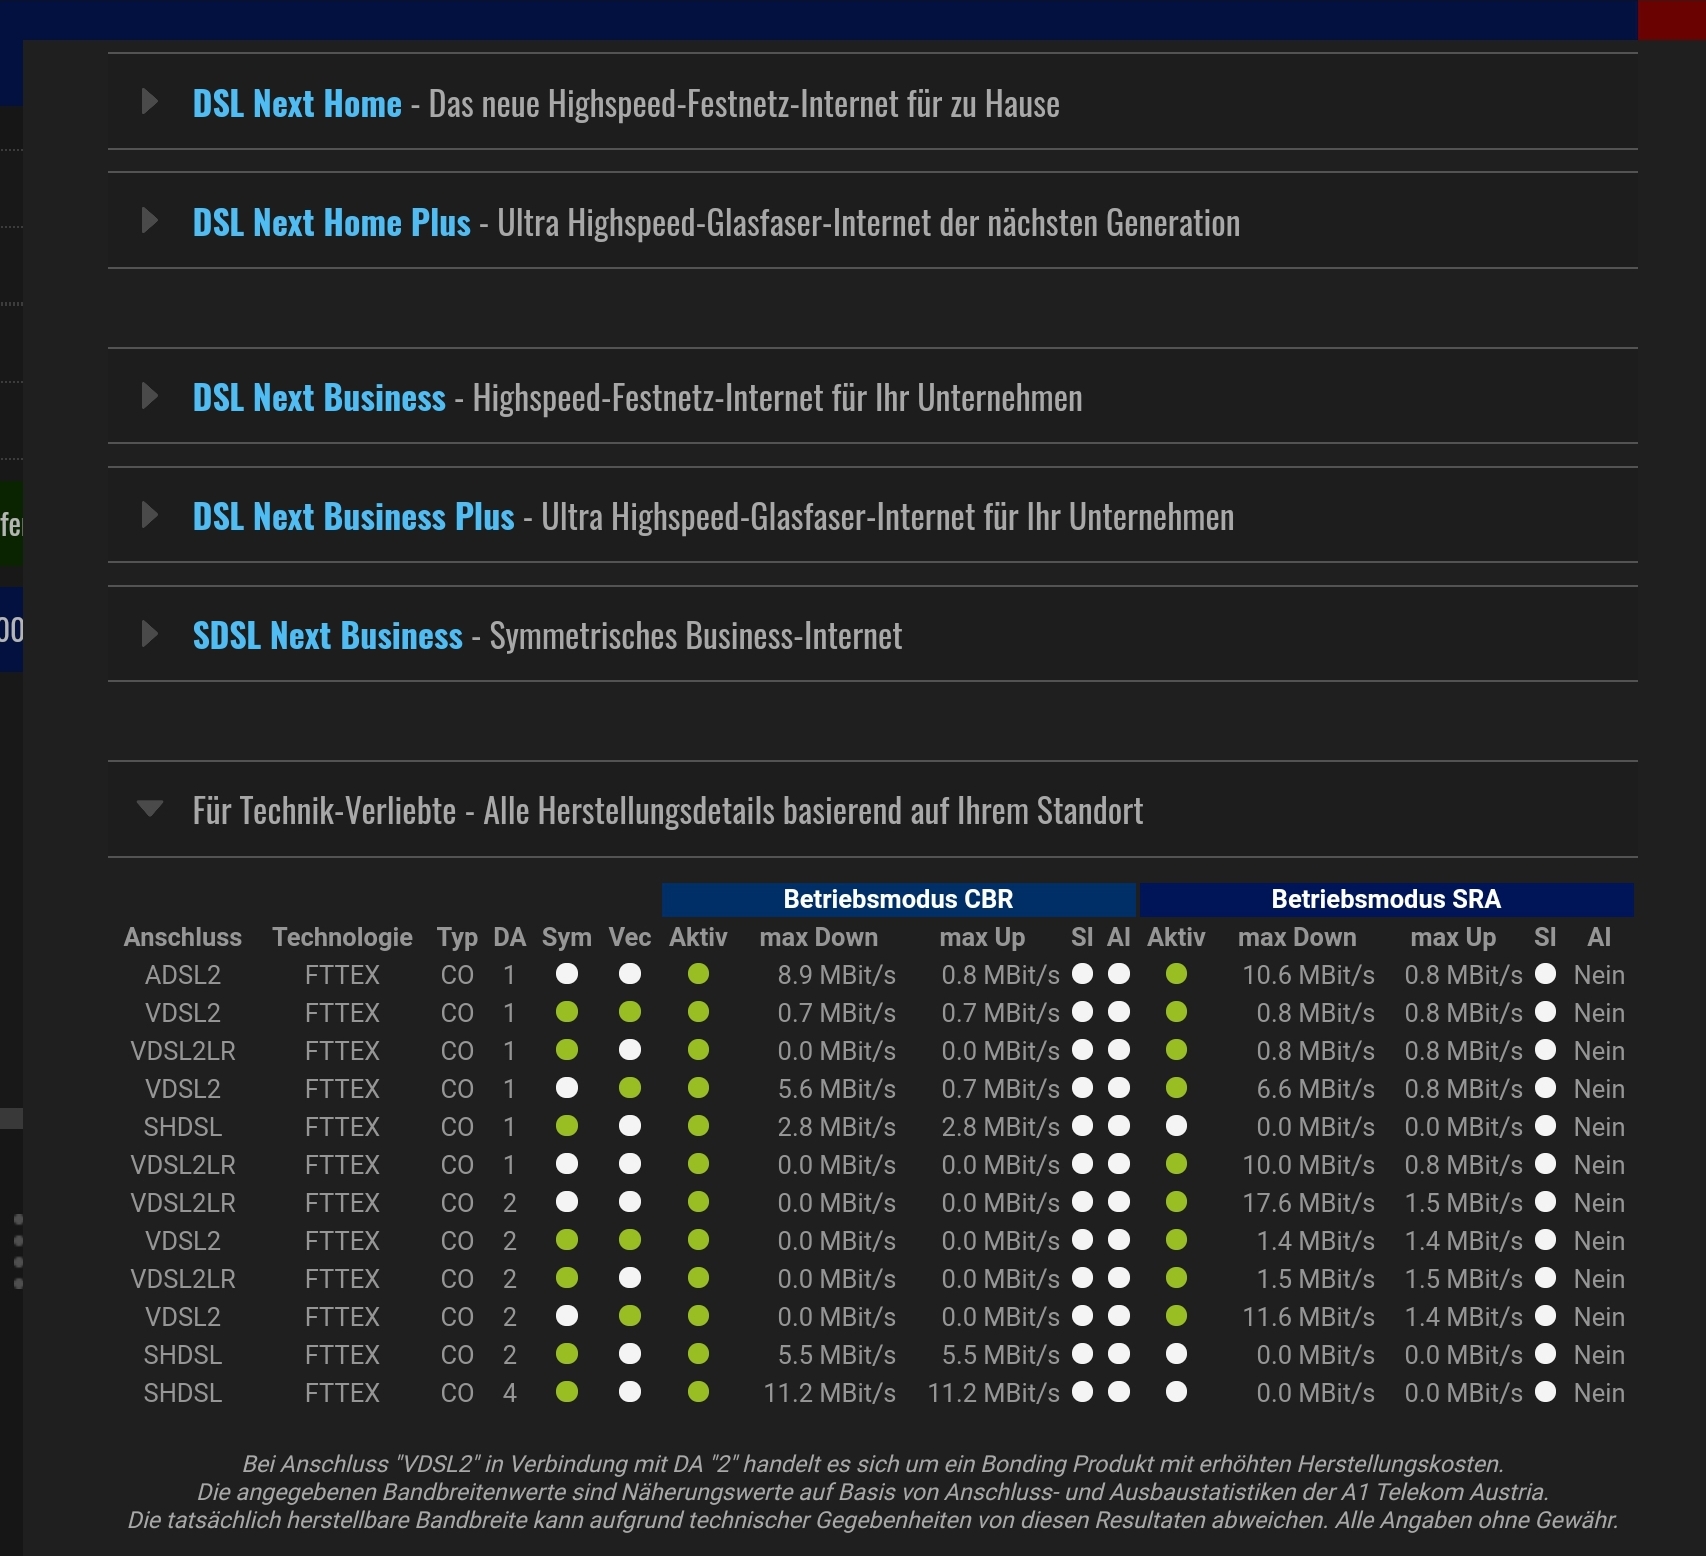 DSL Next Home - Das neue Highspeed-Festnetz-Internet für zu Hause
DSL Next Home Plus - Ultra Highspeed-Glasfaser-Internet der nächsten Generation
DSL Next Business - Highspeed-Festnetz-Internet für Ihr Unternehmen
DSL Next Business Plus - Ultra Highspeed-Glasfaser-Internet für Ihr Unternehmen
SDSL Next Business - Symmetrisches Business-Internet
Für Technik-Verliebte - Alle Herstellungsdetails basierend auf Ihrem Standort
Betriebsmodus CBR Betriebsmodus SRA
Anschluss Technologie Typ DA Sym Vec Aktiv max Down max Up SI AI Aktiv max Down max Up SI AI
ADSL2 FTTEX CO 1 8.9 MBit/s 0.8 MBit/s 10.6 MBit/s 0.8 MBit/s Nein
VDSL2 FTTEX CO 1 0.7 MBit/s 0.7 MBit/s 0.8 MBit/s 0.8 MBit/s Nein
VDSL2LR FTTEX CO 1 0.0 MBit/s 0.0 MBit/s 0.8 MBit/s 0.8 MBit/s Nein
VDSL2 FTTEX CO 1 5.6 MBit/s 0.7 MBit/s 6.6 MBit/s 0.8 MBit/s Nein
SHDSL FTTEX CO 1 2.8 MBit/s 2.8 MBit/s 0.0 MBit/s 0.0 MBit/s Nein
VDSL2LR FTTEX CO 1 0.0 MBit/s 0.0 MBit/s 10.0 MBit/s 0.8 MBit/s Nein
VDSL2LR FTTEX CO 2 0.0 MBit/s 0.0 MBit/s 17.6 MBit/s 1.5 MBit/s Nein
VDSL2 FTTEX CO 2 0.0 MBit/s 0.0 MBit/s 1.4 MBit/s 1.4 MBit/s Nein
VDSL2LR FTTEX CO 2 0.0 MBit/s 0.0 MBit/s 1.5 MBit/s 1.5 MBit/s Nein
VDSL2 FTTEX CO 2 0.0 MBit/s 0.0 MBit/s 11.6 MBit/s 1.4 MBit/s Nein
SHDSL FTTEX CO 2 5.5 MBit/s 5.5 MBit/s 0.0 MBit/s 0.0 MBit/s Nein
SHDSL FTTEX CO 4 11.2 MBit/s 11.2 MBit/s 0.0 MBit/s 0.0 MBit/s Nein
Bei Anschluss "VDSL2" in Verbindung mit DA "2" handelt es sich um ein Bonding Produkt mit erhöhten Herstellungskosten.
Die angegebenen Bandbreitenwerte sind Näherungswerte auf Basis von Anschluss- und Ausbaustatistiken der A1 Telekom Austria.
Die tatsächlich herstellbare Bandbreite kann aufgrund technischer Gegebenheiten von diesen Resultaten abweichen. Alle Angaben ohne Gewähr.